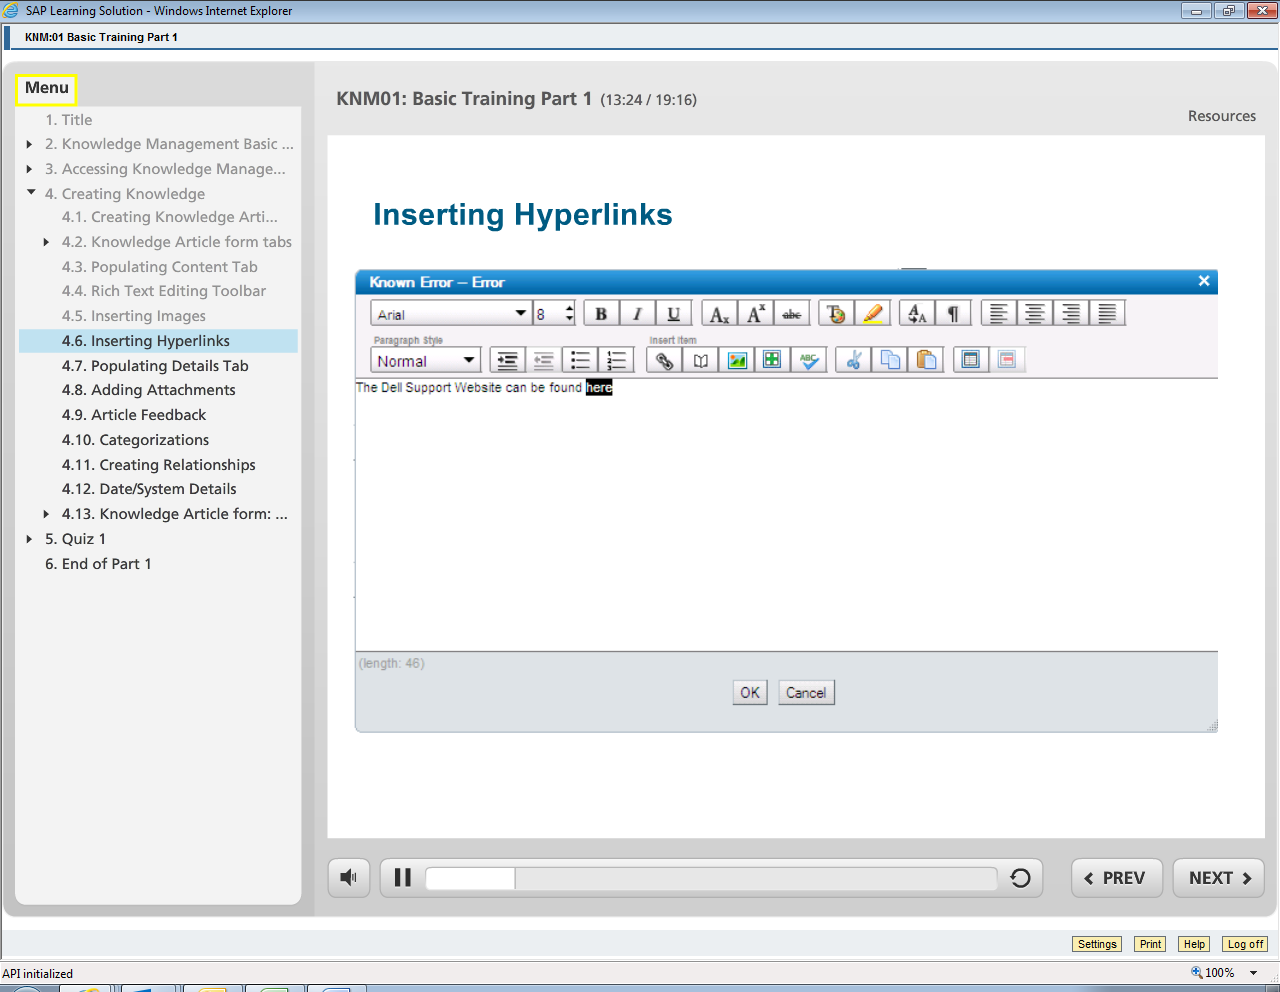 SAP Learning Solution - Windows Internet Explorer
KNM:01 Basic Training Part 1
Menu
1. Title
2. Knowledge Management Basic ...
3. Accessing Knowledge Manage...
4. Creating Knowledge
4.1. Creating Knowledge Arti...
4.2. Knowledge Article form tabs
4.3. Populating Content Tab
4.4. Rich Text Editing Toolbar
4.5. Inserting Images
4.6. Inserting Hyperlinks
4.7. Populating Details Tab
4.8. Adding Attachments
4.9. Article Feedback
4.10. Categorizations
4.11. Creating Relationships
4.12. Date/System Details
4.13. Knowledge Article form: ...
5. Quiz 1
6. End of Part 1
KNM01: Basic Training Part 1 (13:24 / 19:16)
Resources
Inserting Hyperlinks
Known Error – Error
Arial 8 B I U Ax Ax abc A A ¶
Paragraph Style Insert Item
Normal ABC
The Dell Support Website can be found here
(length: 46)
OK Cancel
PREV NEXT
Settings Print Help Log off
API initialized
100%